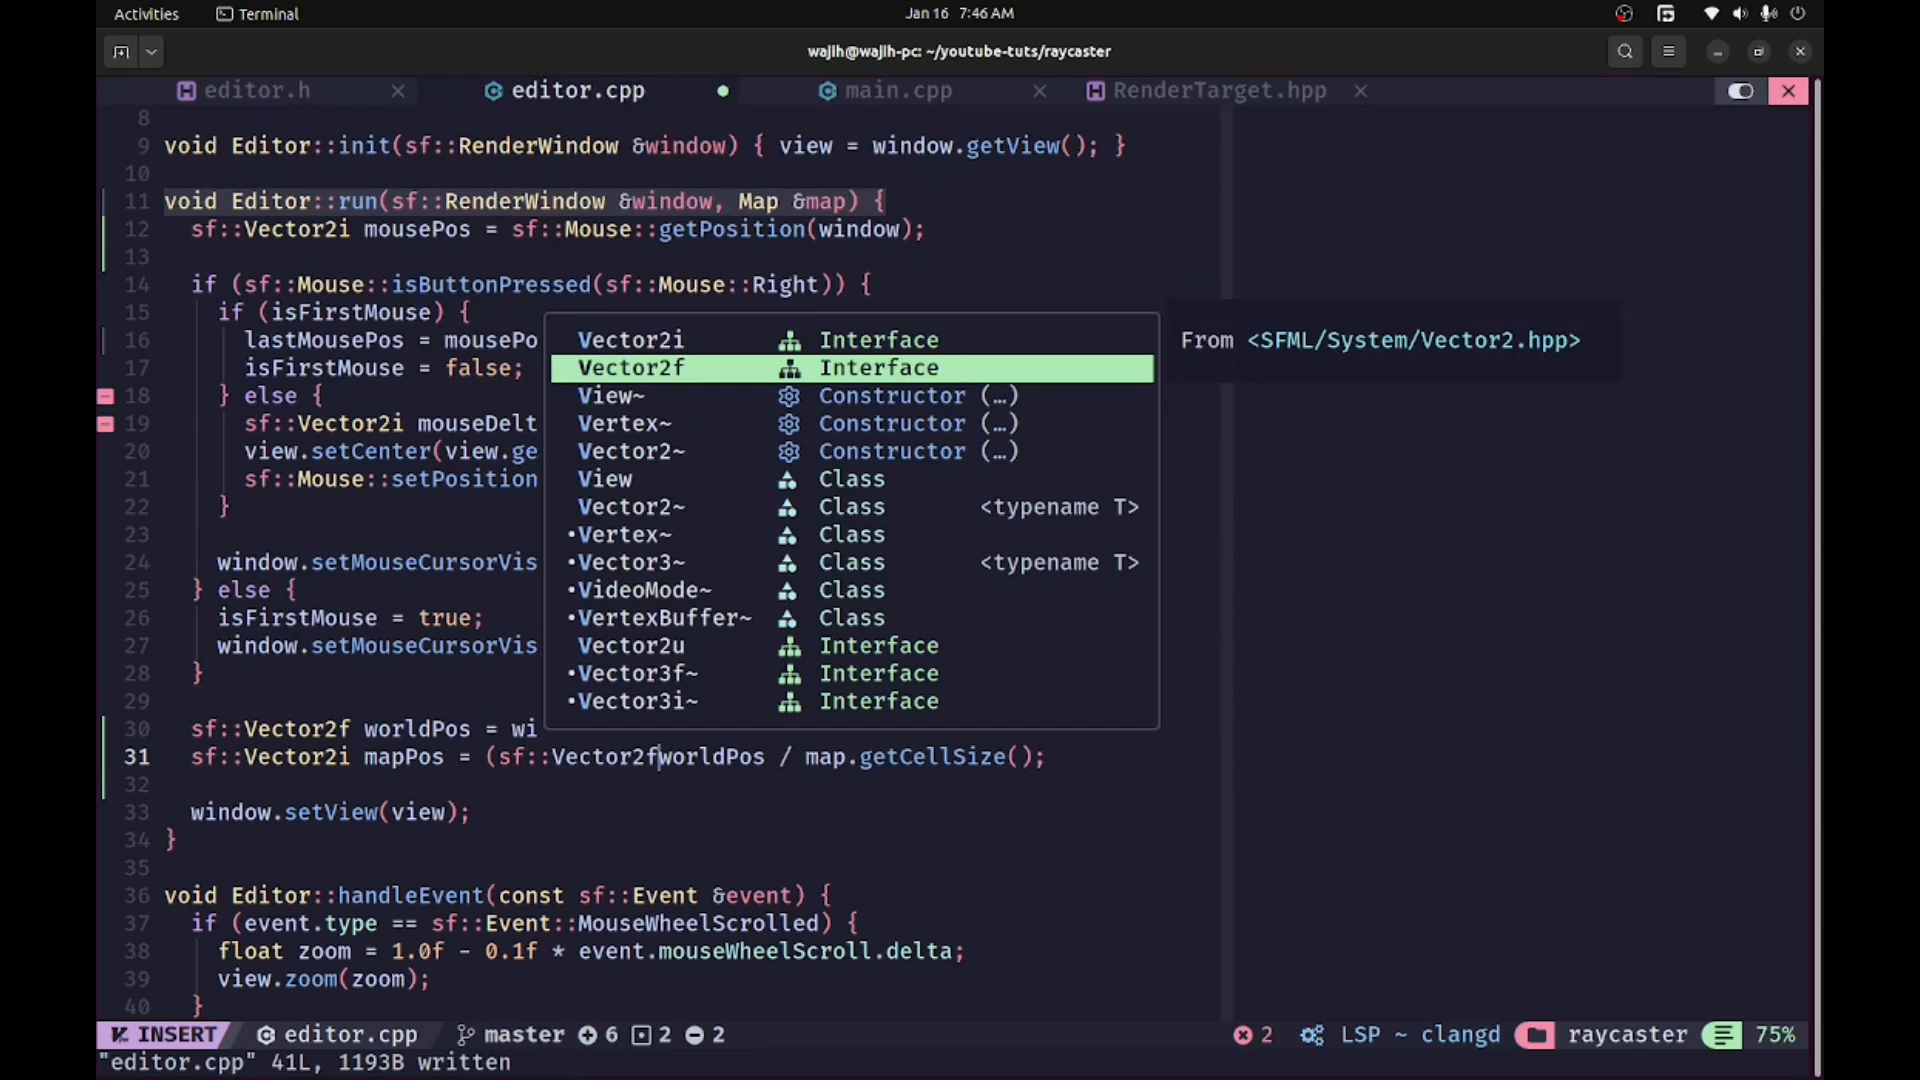 Activities Terminal Jan 16 7:46 AM
wajih@wajih-pc: ~/youtube-tuts/raycaster
editor.h editor.cpp main.cpp RenderTarget.hpp
8
9 void Editor::init(sf::RenderWindow &window) { view = window.getView(); }
10
11 void Editor::run(sf::RenderWindow &window, Map &map) {
12 sf::Vector2i mousePos = sf::Mouse::getPosition(window);
13
14 if (sf::Mouse::isButtonPressed(sf::Mouse::Right)) {
15 if (isFirstMouse) {
16 lastMousePos = mousePo Vector2i Interface From <SFML/System/Vector2.hpp>
17 isFirstMouse = false; Vector2f Interface
18 } else { View~ Constructor (…)
19 sf::Vector2i mouseDelt Vertex~ Constructor (…)
20 view.setCenter(view.ge Vector2~ Constructor (…)
21 sf::Mouse::setPosition View Class
22 } Vector2~ Class <typename T>
23 •Vertex~ Class
24 window.setMouseCursorVis •Vector3~ Class <typename T>
25 } else { •VideoMode~ Class
26 isFirstMouse = true; •VertexBuffer~ Class
27 window.setMouseCursorVis Vector2u Interface
28 } •Vector3f~ Interface
29 •Vector3i~ Interface
30 sf::Vector2f worldPos = wi
31 sf::Vector2i mapPos = (sf::Vector2fworldPos / map.getCellSize();
32
33 window.setView(view);
34 }
35
36 void Editor::handleEvent(const sf::Event &event) {
37 if (event.type == sf::Event::MouseWheelScrolled) {
38 float zoom = 1.0f - 0.1f * event.mouseWheelScroll.delta;
39 view.zoom(zoom);
40 }
INSERT editor.cpp master 6 2 2 2 LSP ~ clangd raycaster 75%
"editor.cpp" 41L, 1193B written